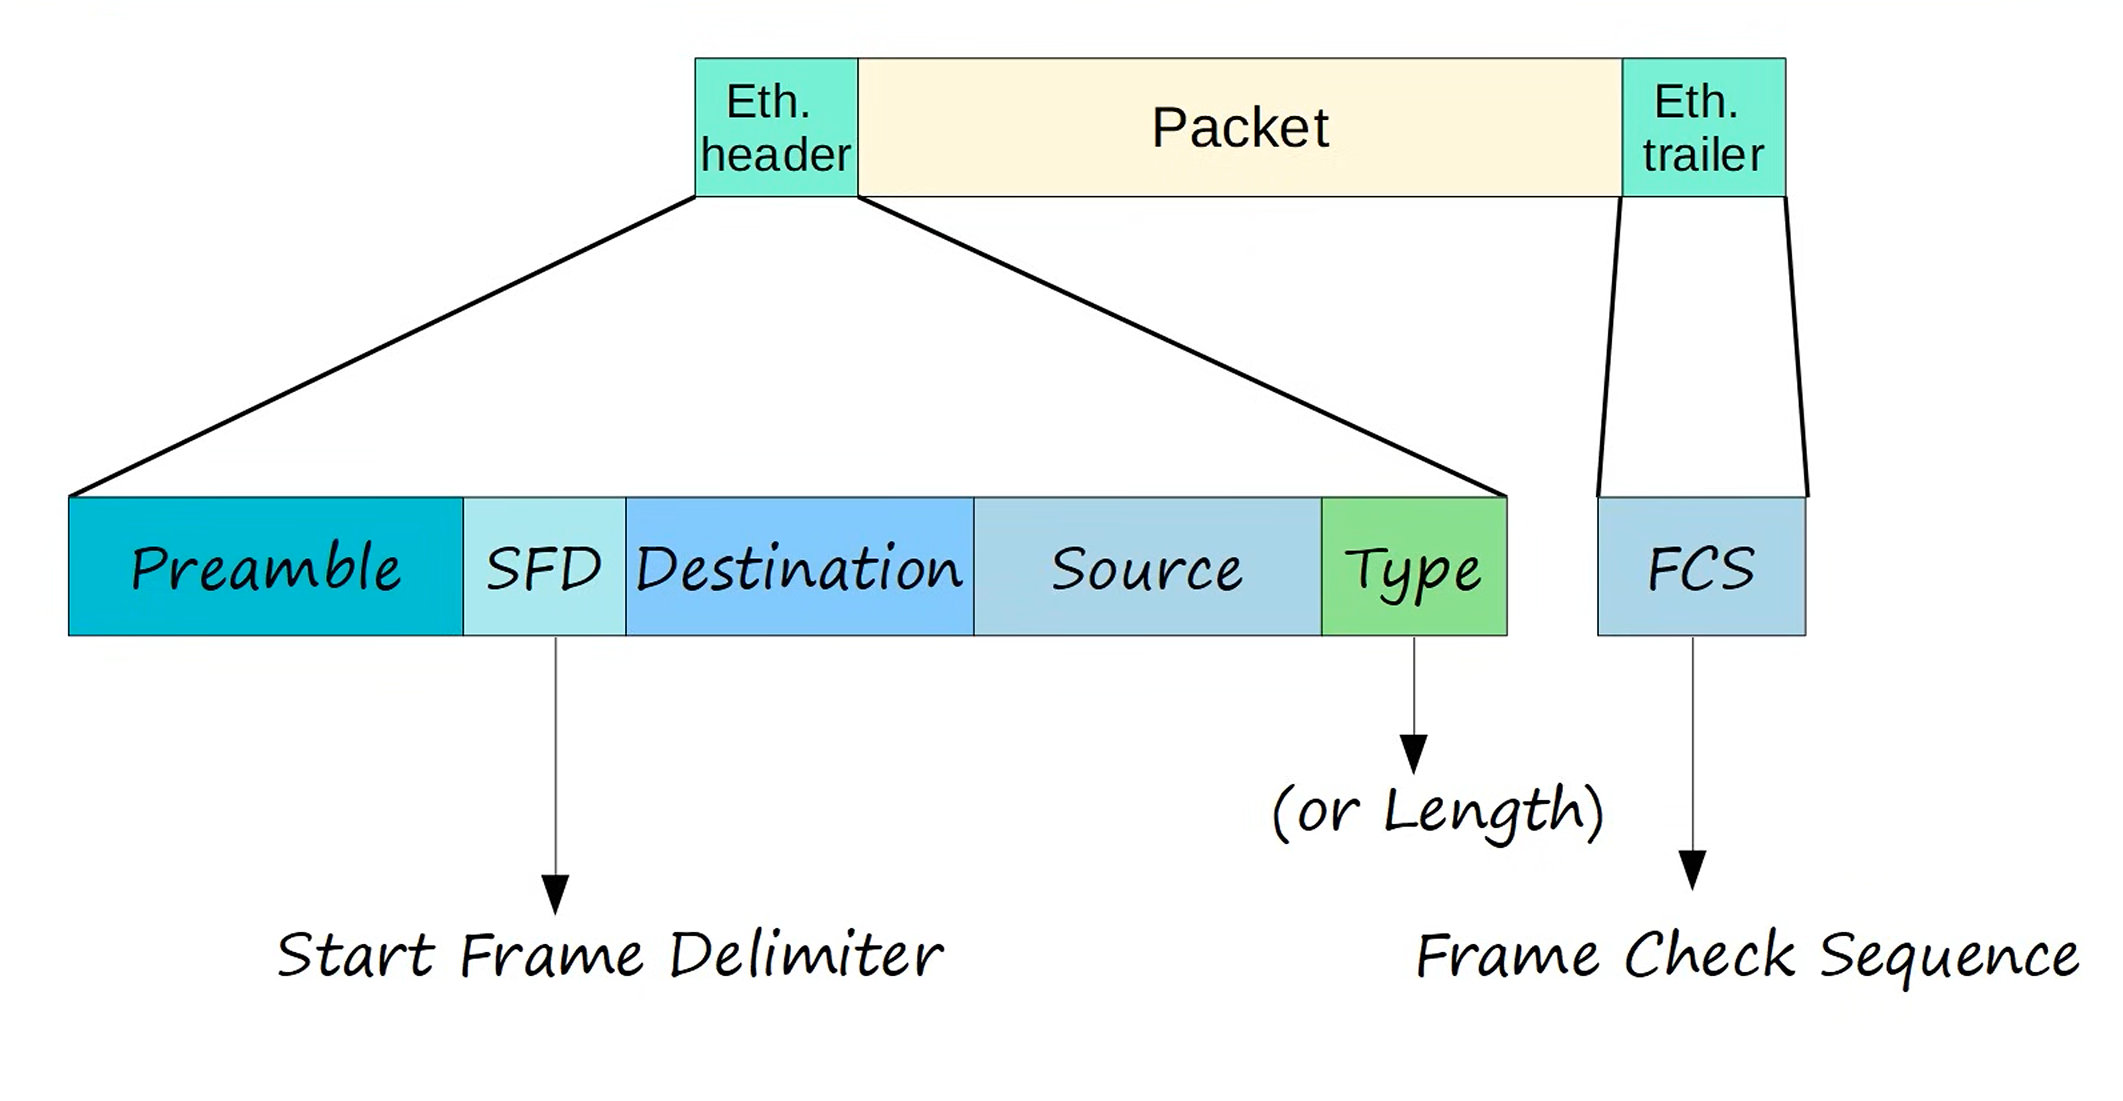 Eth.
header
Packet
Eth.
trailer
Preamble
SFD
Destination
Source
Type
FCS
(or Length)
Start Frame Delimiter
Frame Check Sequence